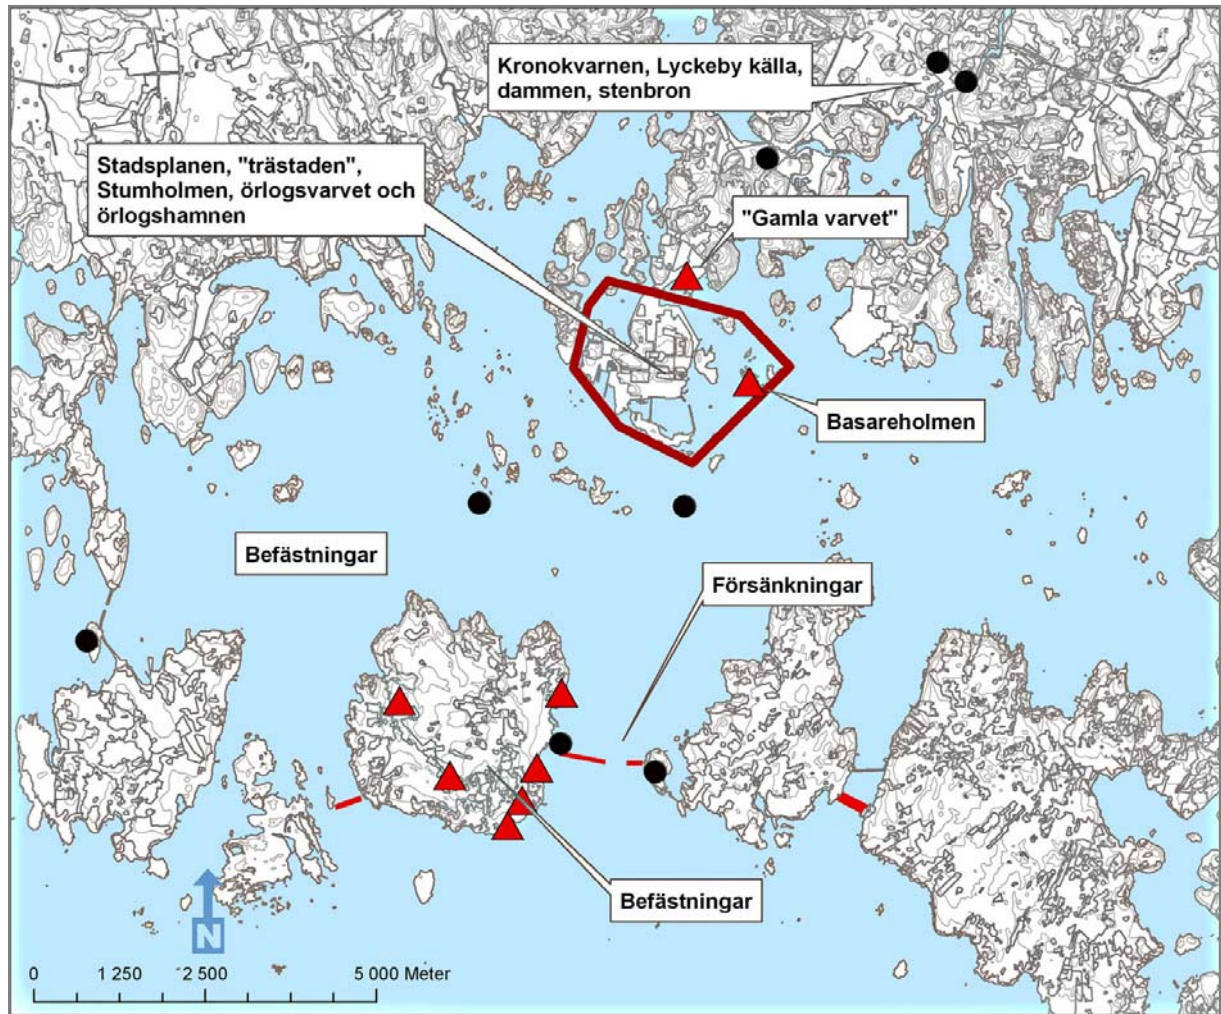 Kronokvarnen, Lyckeby källa,
dammen, stenbron
Stadsplanen, "trästaden",
Stumholmen, örlogsvarvet och
örlogshamnen
"Gamla varvet"
Basareholmen
Befästningar
Försänkningar
Befästningar
N
0 1 250 2 500 5 000 Meter